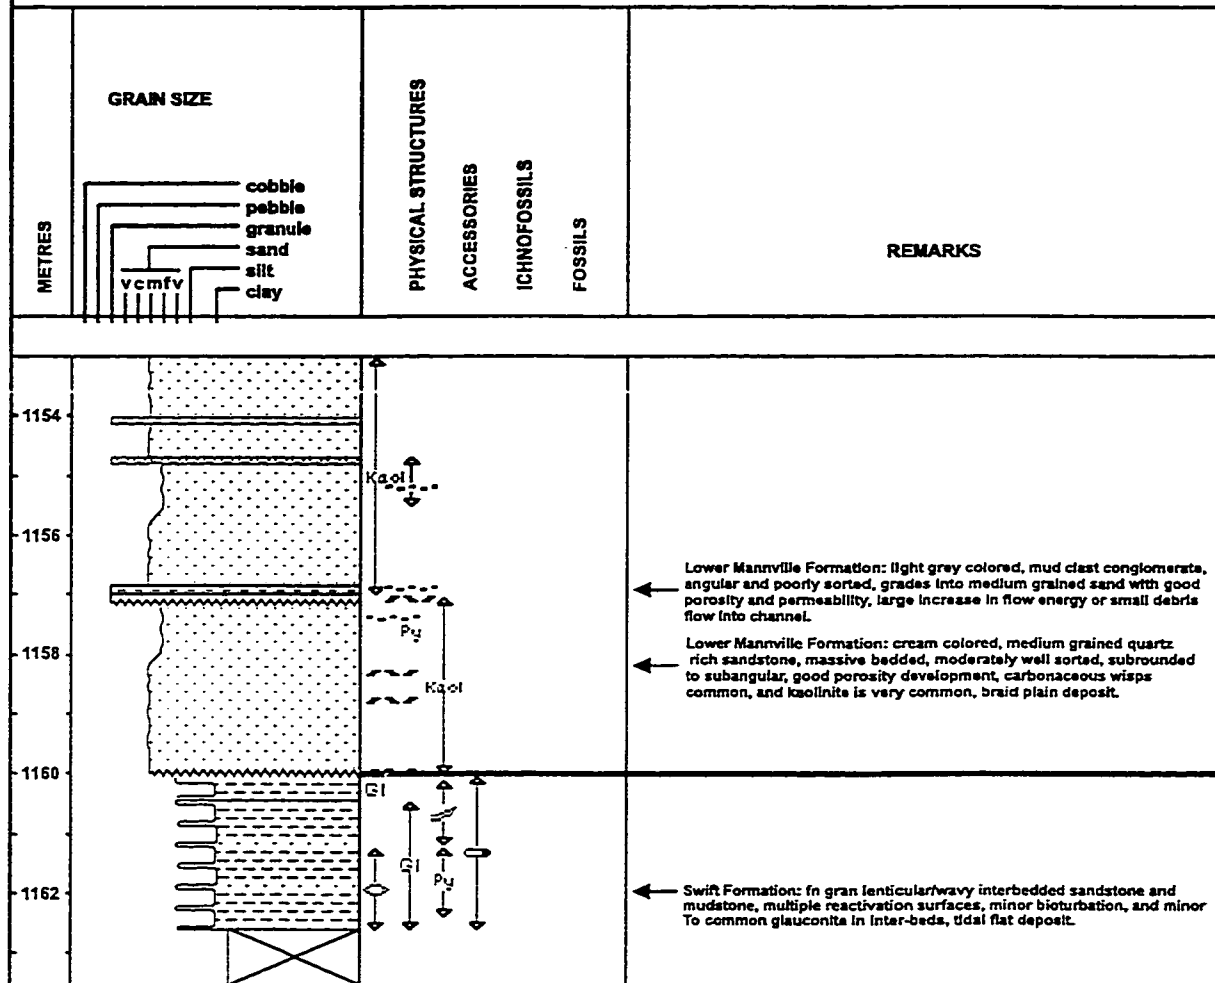 GRAIN SIZE
cobble
pebble
granule
sand
silt
vcmfv
clay
METRES
PHYSICAL STRUCTURES
ACCESSORIES
ICHNOFOSSILS
FOSSILS
REMARKS
1154
Kaol
1156
Lower Mannville Formation: light grey colored, mud clast conglomerate,
angular and poorly sorted, grades into medium grained sand with good
porosity and permeability, large increase in flow energy or small debris
flow into channel.
Py
1158
Lower Mannville Formation: cream colored, medium grained quartz
rich sandstone, massive bedded, moderately well sorted, subrounded
to subangular, good porosity development, carbonaceous wisps
common, and kaolinite is very common, braid plain deposit.
Kaol
1160
Gl
Gl
Py
1162
Swift Formation: fn gran lenticular/wavy interbedded sandstone and
mudstone, multiple reactivation surfaces, minor bioturbation, and minor
To common glauconite in inter-beds, tidal flat deposit.